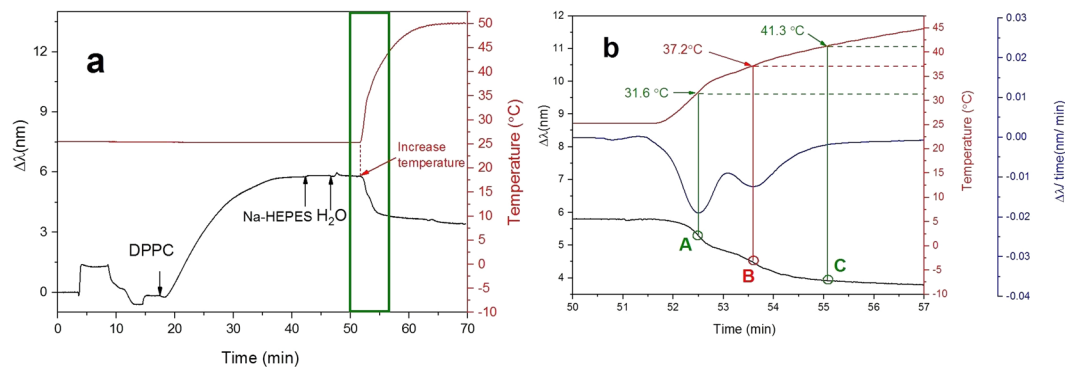 a
12
9
6
3
0
Δλ(nm)
50
45
40
35
30
25
20
15
10
5
0
-5
-10
Temperature (°C)
Increase
temperature
Na-HEPES H₂O
DPPC
0 10 20 30 40 50 60 70
Time (min)
b
12
11
10
9
8
7
6
5
4
Δλ(nm)
37.2°C
41.3 °C
31.6 °C
A
B
C
45
40
35
30
25
20
15
10
5
0
-5
-10
Temperature (°C)
0.03
0.02
0.01
0.00
-0.01
-0.02
-0.03
-0.04
Δλ/ time(nm/ min)
50 51 52 53 54 55 56 57
Time (min)